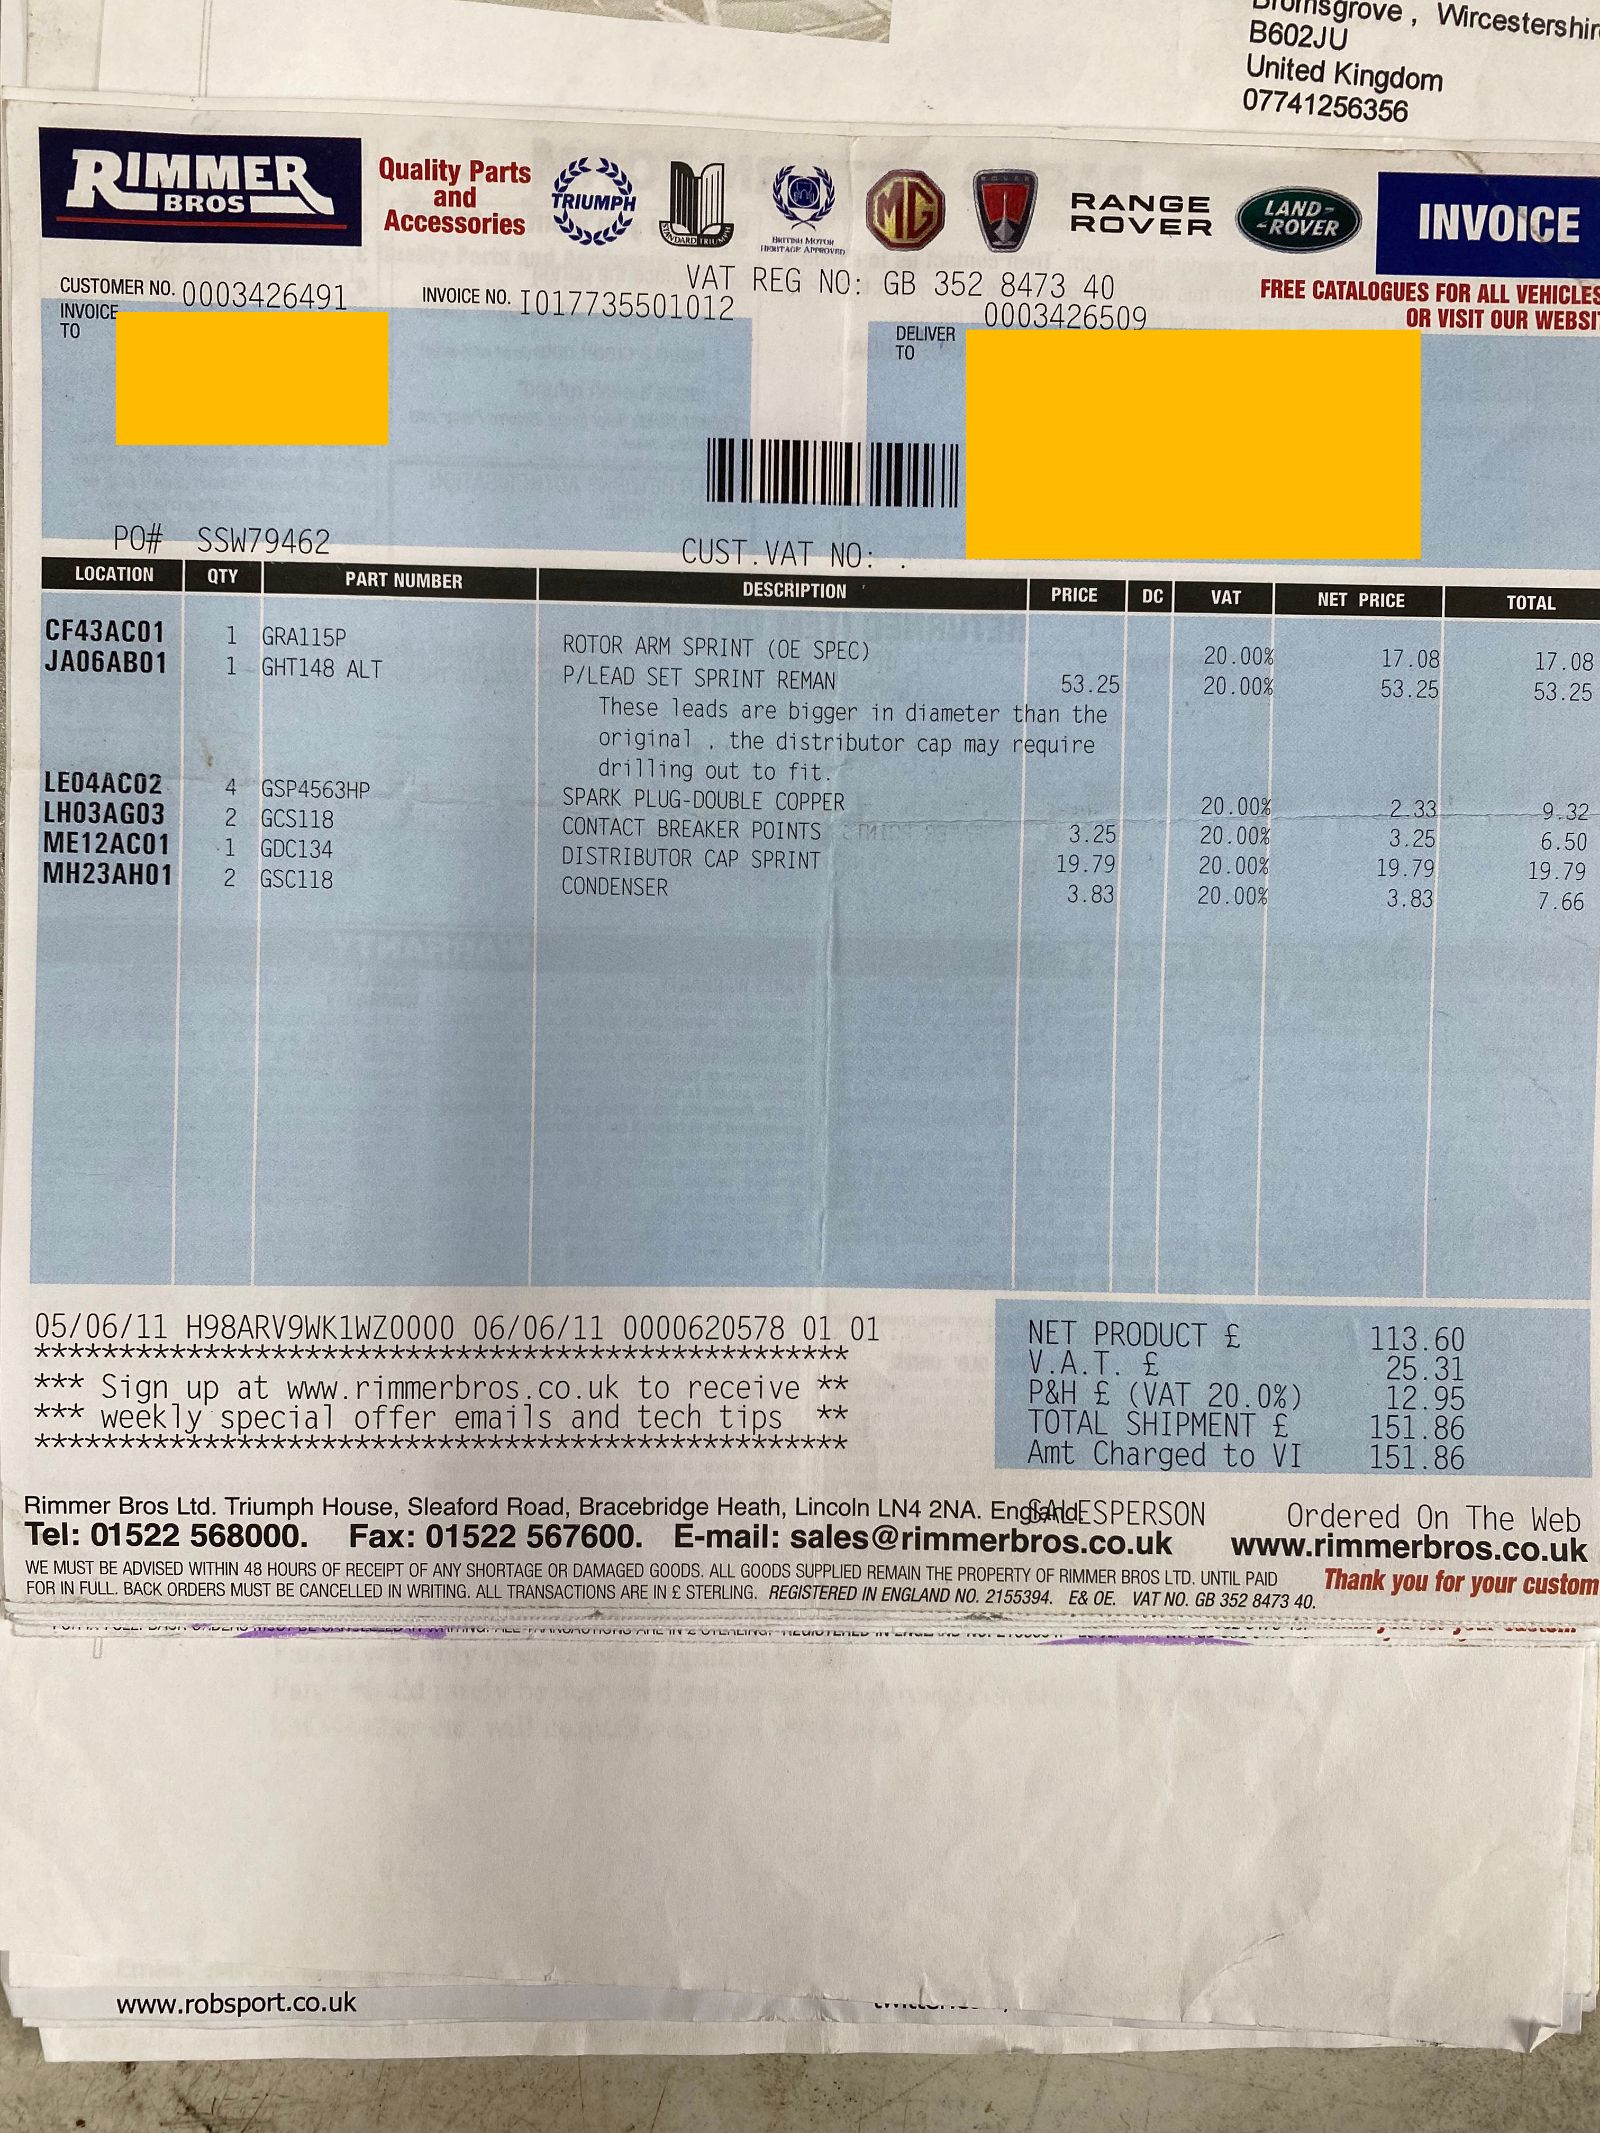 Bromsgrove , Wircestershir
B602JU
United Kingdom
07741256356
RIMMER
BROS
Quality Parts
and
Accessories
TRIUMPH
STANDARD TRIUMPH
BRITISH MOTOR
HERITAGE APPROVED
MG
ROVER
RANGE
ROVER
LAND-
-ROVER
INVOICE
VAT REG NO: GB 352 8473 40
FREE CATALOGUES FOR ALL VEHICLES
OR VISIT OUR WEBSI
CUSTOMER NO. 0003426491
INVOICE NO. I017735501012
0003426509
INVOICE
TO
DELIVER
TO
PO# SSW79462
CUST.VAT NO: .
LOCATION QTY PART NUMBER DESCRIPTION PRICE DC VAT NET PRICE TOTAL
CF43AC01 1 GRA115P ROTOR ARM SPRINT (OE SPEC) 20.00% 17.08 17.08
JA06AB01 1 GHT148 ALT P/LEAD SET SPRINT REMAN 53.25 20.00% 53.25 53.25
These leads are bigger in diameter than the
original , the distributor cap may require
drilling out to fit.
LE04AC02 4 GSP4563HP SPARK PLUG-DOUBLE COPPER 20.00% 2.33 9.32
LH03AG03 2 GCS118 CONTACT BREAKER POINTS 3.25 20.00% 3.25 6.50
ME12AC01 1 GDC134 DISTRIBUTOR CAP SPRINT 19.79 20.00% 19.79 19.79
MH23AH01 2 GSC118 CONDENSER 3.83 20.00% 3.83 7.66
05/06/11 H98ARV9WK1WZ0000 06/06/11 0000620578 01 01
************************************************
*** Sign up at www.rimmerbros.co.uk to receive **
*** weekly special offer emails and tech tips **
************************************************
NET PRODUCT £ 113.60
V.A.T. £ 25.31
P&H £ (VAT 20.0%) 12.95
TOTAL SHIPMENT £ 151.86
Amt Charged to VI 151.86
Rimmer Bros Ltd. Triumph House, Sleaford Road, Bracebridge Heath, Lincoln LN4 2NA. England.
SALESPERSON Ordered On The Web
Tel: 01522 568000. Fax: 01522 567600. E-mail: sales@rimmerbros.co.uk www.rimmerbros.co.uk
WE MUST BE ADVISED WITHIN 48 HOURS OF RECEIPT OF ANY SHORTAGE OR DAMAGED GOODS. ALL GOODS SUPPLIED REMAIN THE PROPERTY OF RIMMER BROS LTD. UNTIL PAID
FOR IN FULL. BACK ORDERS MUST BE CANCELLED IN WRITING. ALL TRANSACTIONS ARE IN £ STERLING. REGISTERED IN ENGLAND NO. 2155394. E& OE. VAT NO. GB 352 8473 40.
Thank you for your custom
www.robsport.co.uk